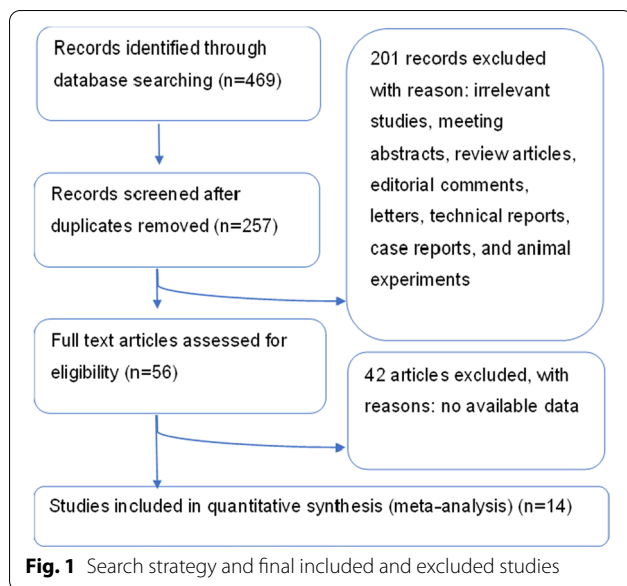 Records identified through
database searching (n=469)
201 records excluded
with reason: irrelevant
studies, meeting
abstracts, review articles,
editorial comments,
letters, technical reports,
case reports, and animal
experiments
Records screened after
duplicates removed (n=257)
Full text articles assessed for
eligibility (n=56)
42 articles excluded, with
reasons: no available data
Studies included in quantitative synthesis (meta-analysis) (n=14)
Fig. 1 Search strategy and final included and excluded studies